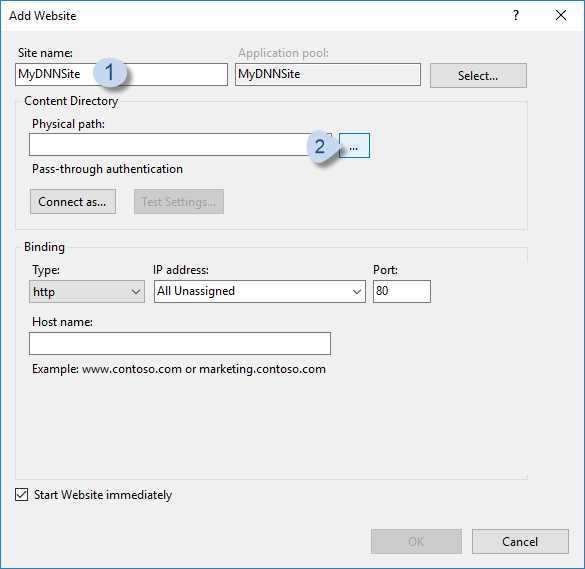 Add Website
?
Site name:
Application pool:
MyDNNSite
1
MyDNNSite
Select...
Content Directory
Physical path:
2
...
Pass-through authentication
Connect as...
Test Settings...
Binding
Type:
IP address:
Port:
http
All Unassigned
80
Host name:
Example: www.contoso.com or marketing.contoso.com
Start Website immediately
OK
Cancel